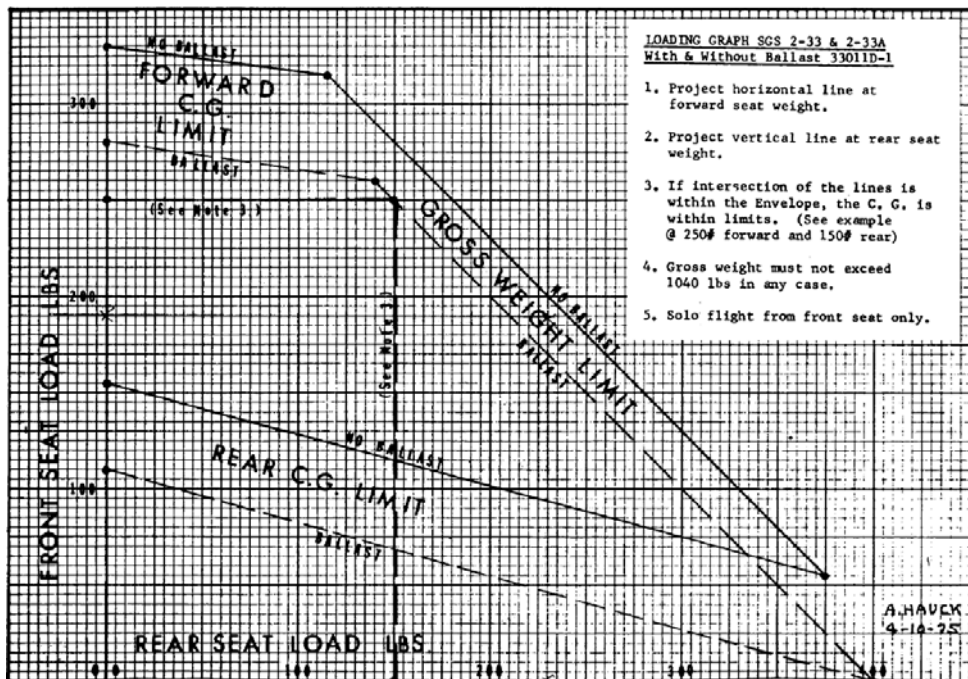 NO BALLAST
FORWARD
C.G.
LIMIT
300
BALLAST
(See Note 3.)
LOADING GRAPH SGS 2-33 & 2-33A
With & Without Ballast 33011D-1
1. Project horizontal line at
forward seat weight.
2. Project vertical line at rear seat
weight.
3. If intersection of the lines is
within the Envelope, the C. G. is
within limits. (See example
@ 250# forward and 150# rear)
4. Gross weight must not exceed
1040 lbs in any case.
5. Solo flight from front seat only.
GROSS WEIGHT LIMIT
NO BALLAST
BALLAST
200
(See Note 3.)
FRONT SEAT LOAD LBS
NO BALLAST
REAR C.G. LIMIT
100
BALLAST
A.HAUCK
REAR SEAT LOAD LBS
100
200
300